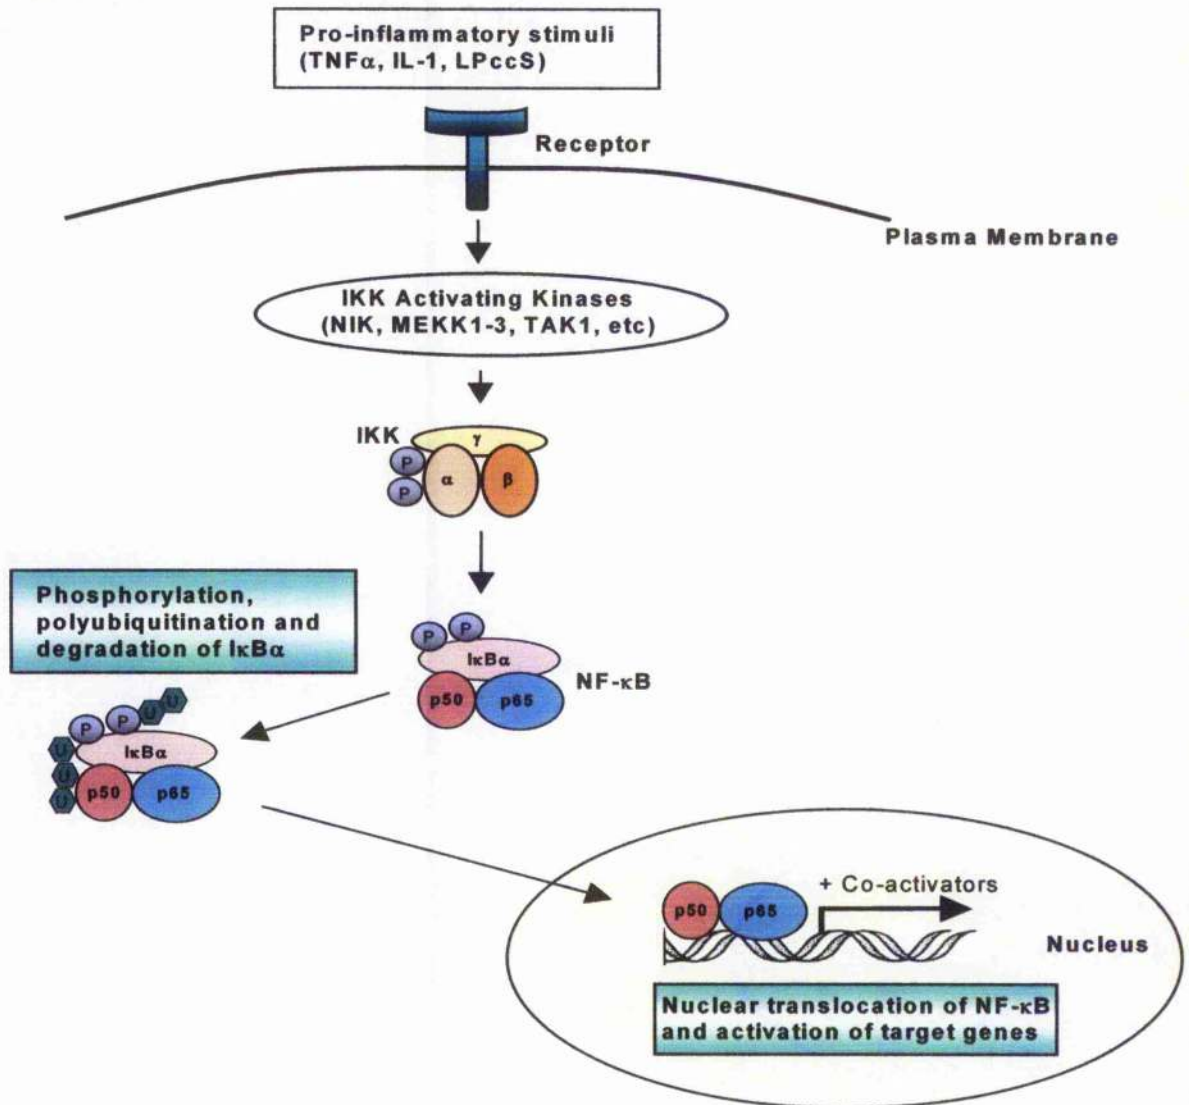 Pro-inflammatory stimuli
(TNFα, IL-1, LPccS)
Receptor
Plasma Membrane
IKK Activating Kinases
(NIK, MEKK1-3, TAK1, etc)
IKK
γ
P
α
β
P
Phosphorylation,
polyubiquitination and
degradation of IκBα
P
P
IκBα
NF-κB
p50
p65
U
U
P
P
U
IκBα
U
p50
p65
U
+ Co-activators
p50
p65
Nucleus
Nuclear translocation of NF-κB
and activation of target genes